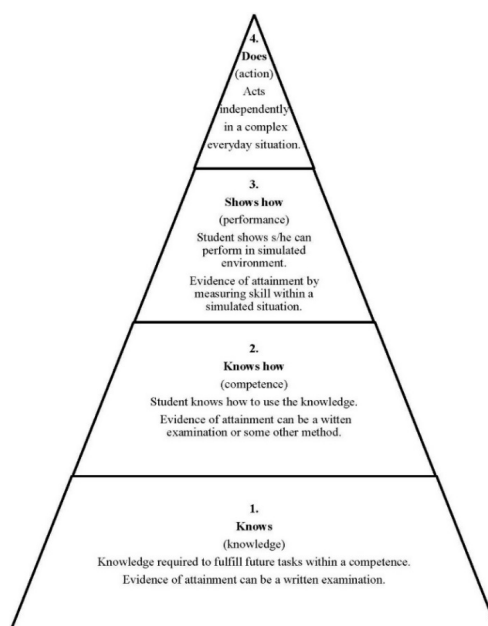 4.
Does
(action)
Acts
independently
in a complex
everyday situation.
3.
Shows how
(performance)
Student shows s/he can
perform in simulated
environment.
Evidence of attainment by
measuring skill within a
simulated situation.
2.
Knows how
(competence)
Student knows how to use the knowledge.
Evidence of attainment can be a witten
examination or some other method.
1.
Knows
(knowledge)
Knowledge required to fulfill future tasks within a competence.
Evidence of attainment can be a written examination.